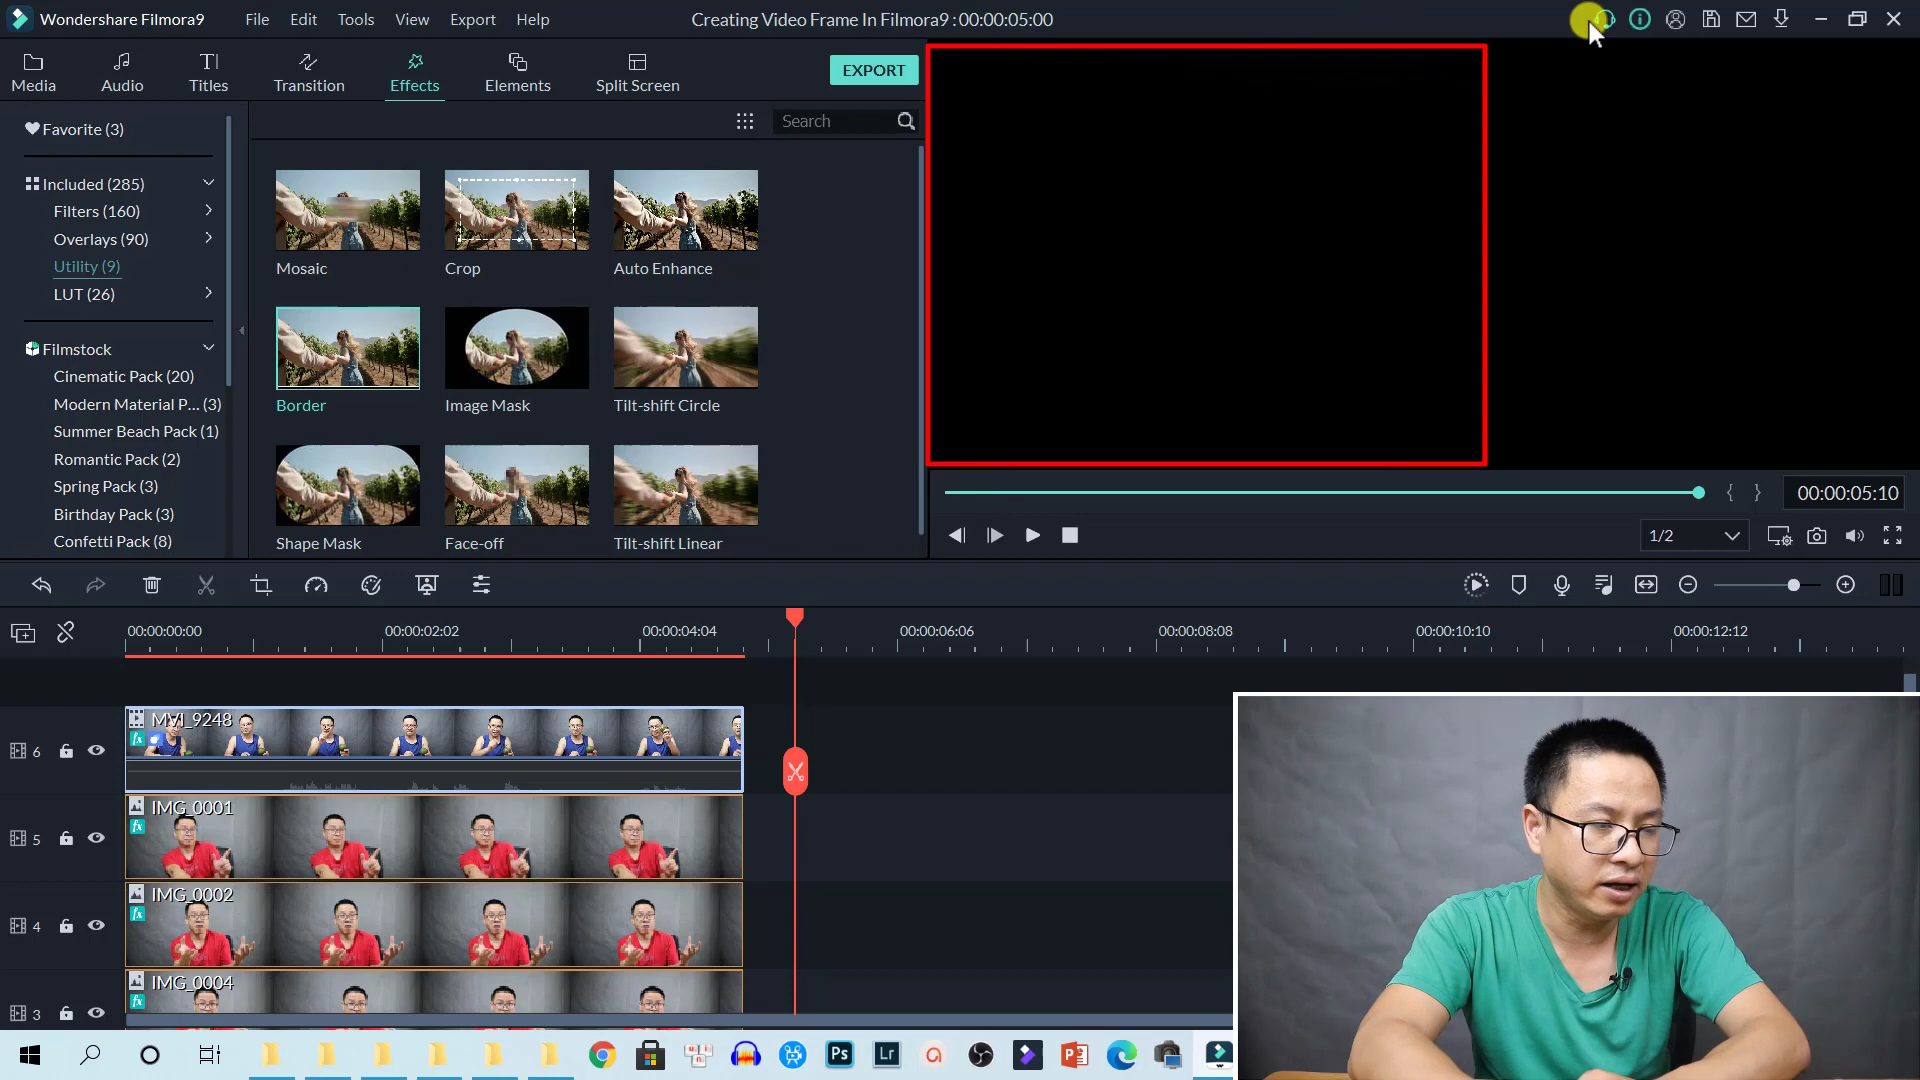 Wondershare Filmora9 File Edit Tools View Export Help Creating Video Frame In Filmora9 : 00:00:05:00
Media Audio Titles Transition Effects Elements Split Screen EXPORT
Favorite (3)
Search
Included (285)
Filters (160)
Overlays (90)
Utility (9)
LUT (26)
Filmstock
Cinematic Pack (20)
Modern Material P... (3)
Summer Beach Pack (1)
Romantic Pack (2)
Spring Pack (3)
Birthday Pack (3)
Confetti Pack (8)
Mosaic Crop Auto Enhance
Border Image Mask Tilt-shift Circle
Shape Mask Face-off Tilt-shift Linear
{ } 00:00:05:10
1/2
00:00:00:00 00:00:02:02 00:00:04:04 00:00:06:06 00:00:08:08 00:00:10:10 00:00:12:12
MVI_9248
6
IMG_0001
5
IMG_0002
4
IMG_0004
3
Ps Lr